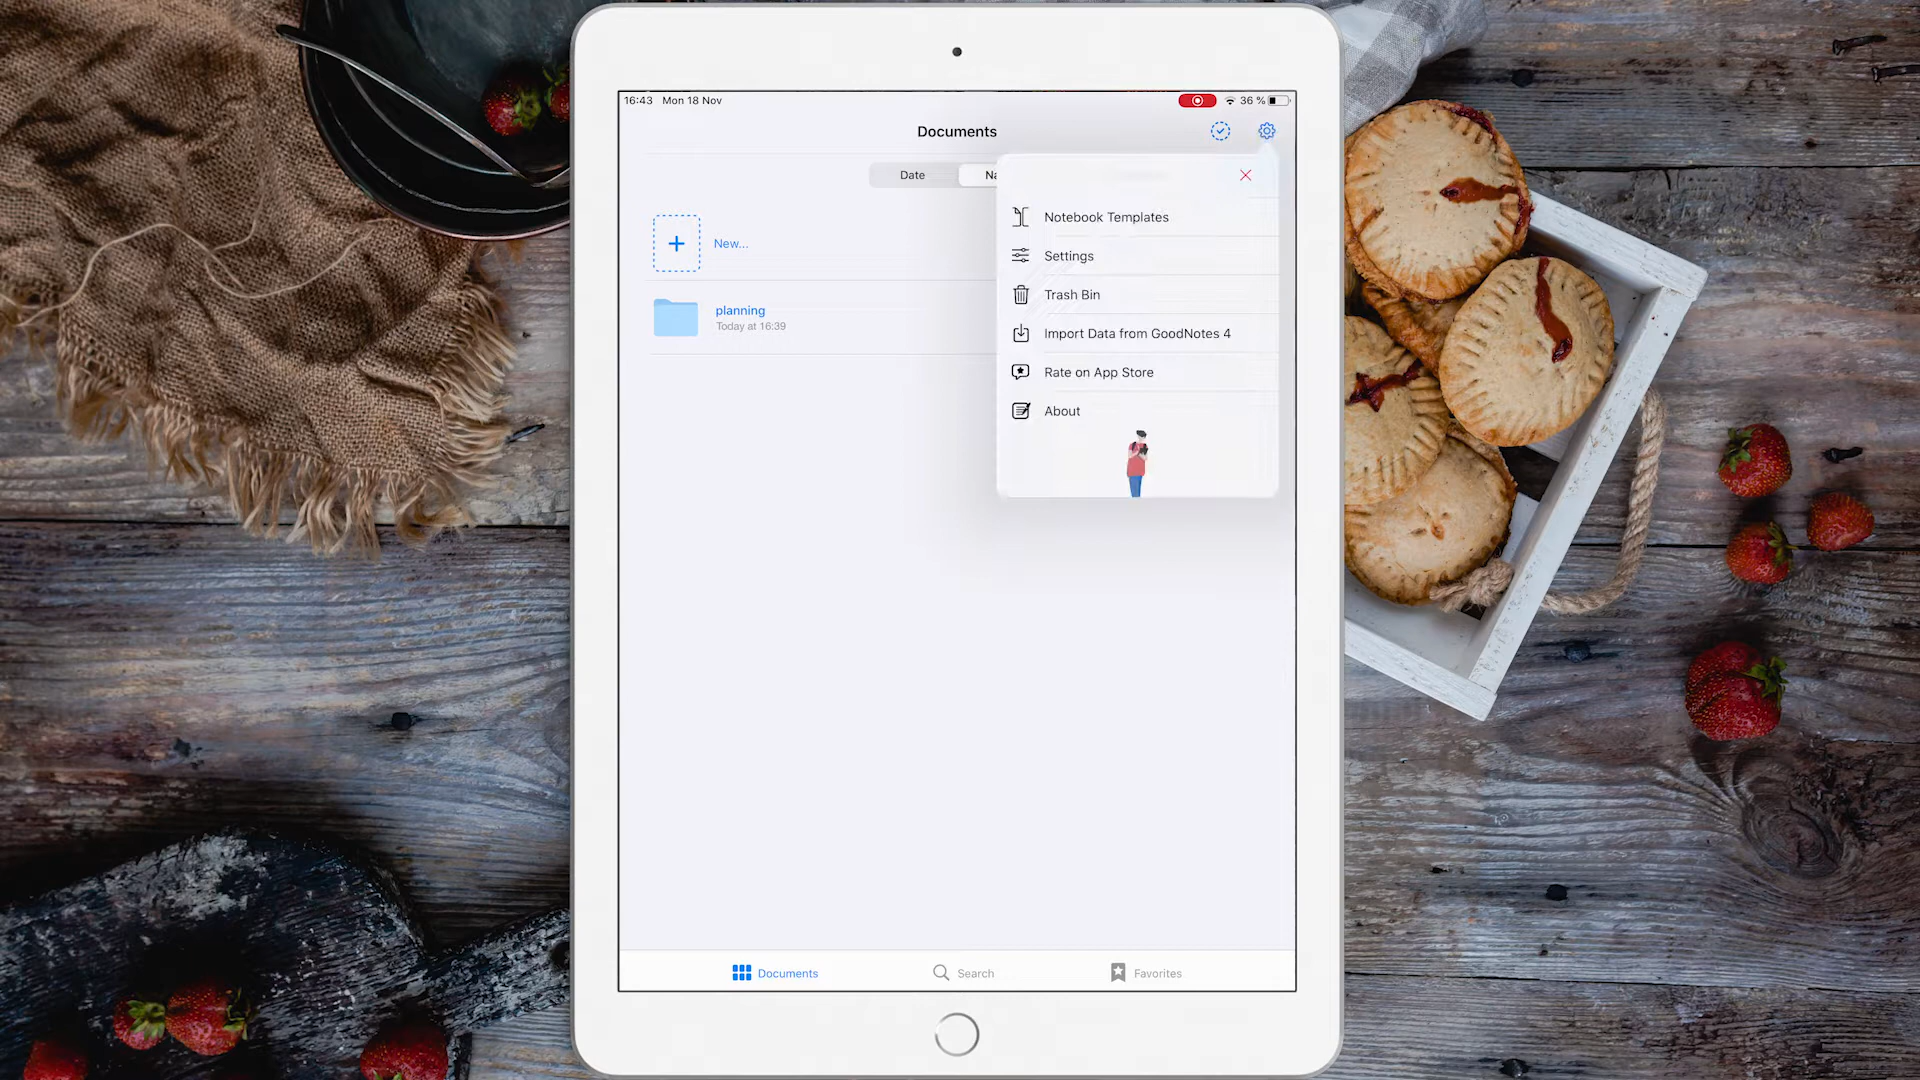 16:43 Mon 18 Nov
36 %
Documents
Date
New...
planning
Today at 16:39
Notebook Templates
Settings
Trash Bin
Import Data from GoodNotes 4
Rate on App Store
About
Documents
Search
Favorites